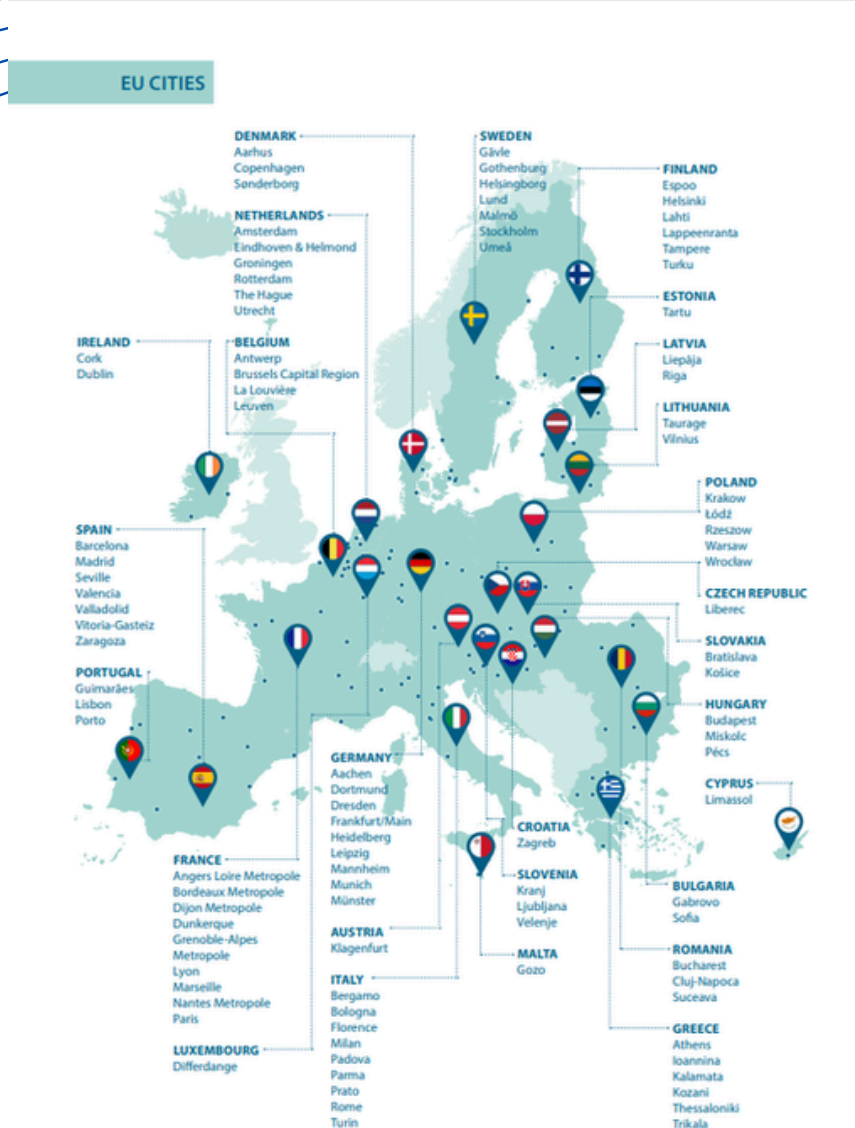 EU CITIES
DENMARK
Aarhus
Copenhagen
Sønderborg
SWEDEN
Gävle
Gothenburg
Helsingborg
Lund
Malmö
Stockholm
Umeå
FINLAND
Espoo
Helsinki
Lahti
Lappeenranta
Tampere
Turku
NETHERLANDS
Amsterdam
Eindhoven & Helmond
Groningen
Rotterdam
The Hague
Utrecht
ESTONIA
Tartu
IRELAND
Cork
Dublin
BELGIUM
Antwerp
Brussels Capital Region
La Louvière
Leuven
LATVIA
Liepāja
Riga
LITHUANIA
Taurage
Vilnius
POLAND
Krakow
Łódź
Rzeszow
Warsaw
Wrocław
SPAIN
Barcelona
Madrid
Seville
Valencia
Valladolid
Vitoria-Gasteiz
Zaragoza
CZECH REPUBLIC
Liberec
SLOVAKIA
Bratislava
Košice
PORTUGAL
Guimarães
Lisbon
Porto
HUNGARY
Budapest
Miskolc
Pécs
GERMANY
Aachen
Dortmund
Dresden
Frankfurt/Main
Heidelberg
Leipzig
Mannheim
Munich
Münster
CYPRUS
Limassol
CROATIA
Zagreb
FRANCE
Angers Loire Metropole
Bordeaux Metropole
Dijon Metropole
Dunkerque
Grenoble-Alpes
Metropole
Lyon
Marseille
Nantes Metropole
Paris
SLOVENIA
Kranj
Ljubljana
Velenje
BULGARIA
Gabrovo
Sofia
AUSTRIA
Klagenfurt
MALTA
Gozo
ROMANIA
Bucharest
Cluj-Napoca
Suceava
ITALY
Bergamo
Bologna
Florence
Milan
Padova
Parma
Prato
Rome
Turin
GREECE
Athens
Ioannina
Kalamata
Kozani
Thessaloniki
Trikala
LUXEMBOURG
Differdange